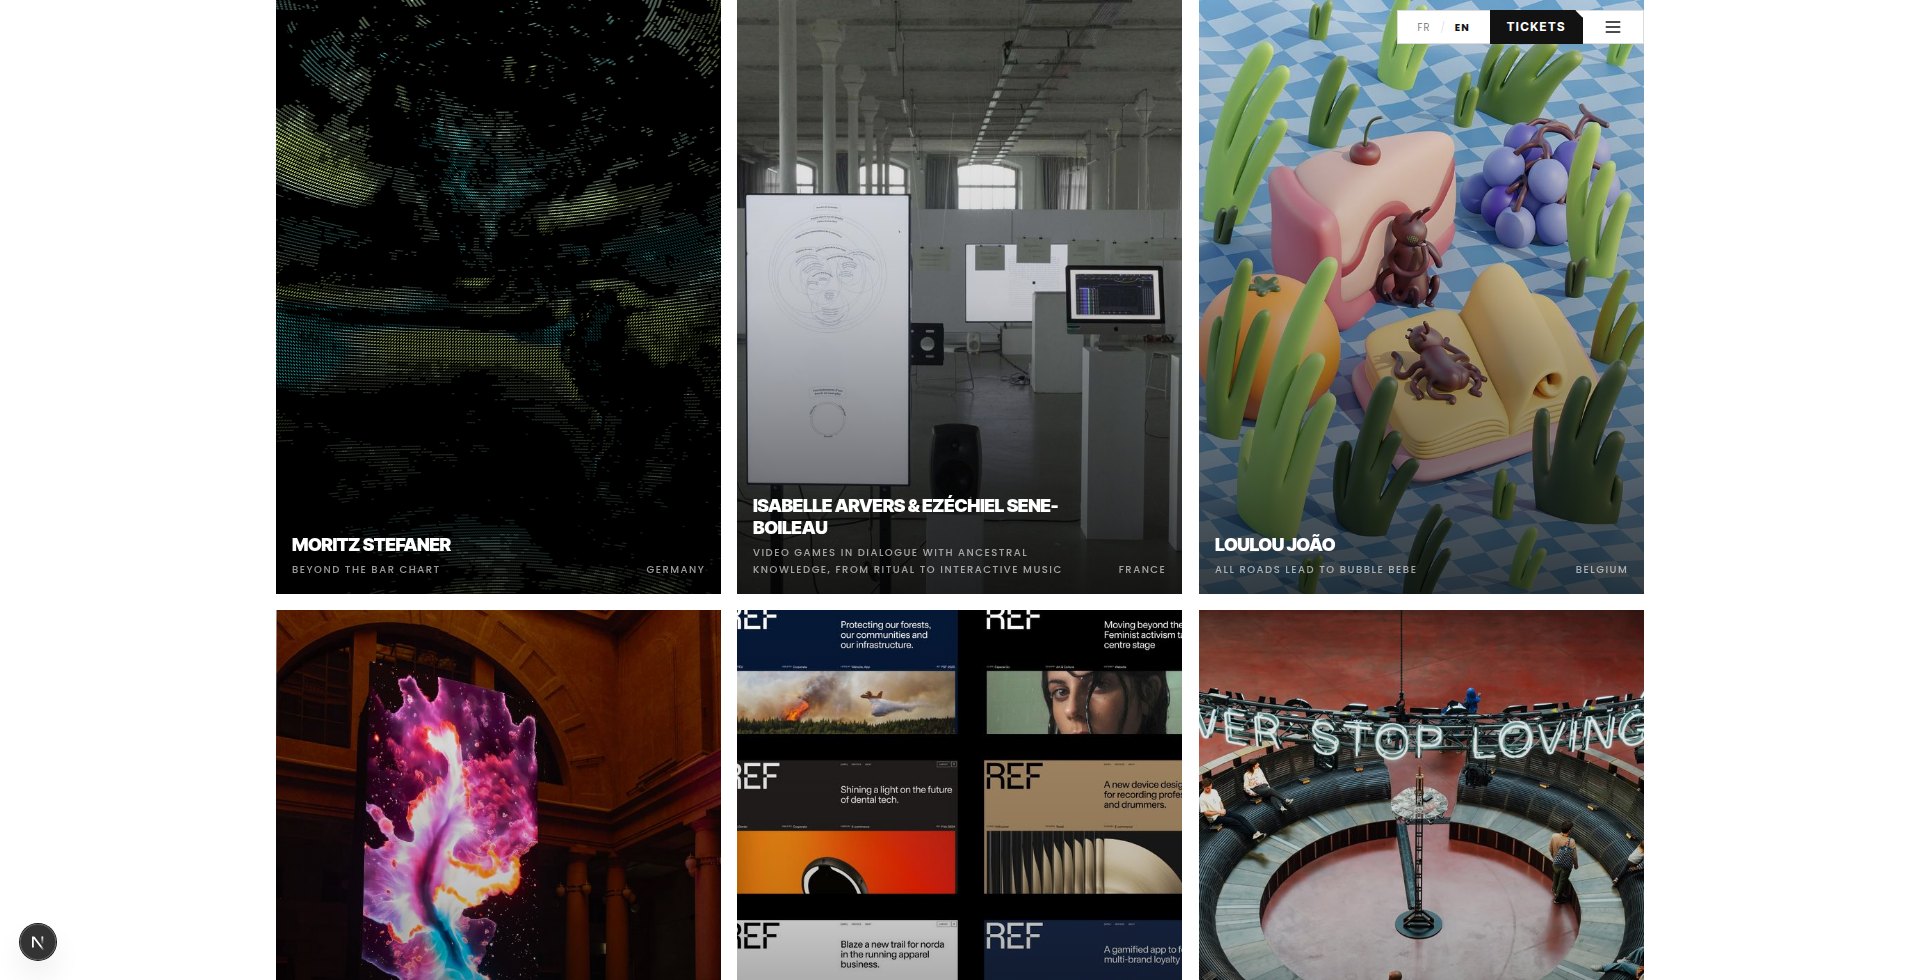 FR / EN
TICKETS
MORITZ STEFANER
BEYOND THE BAR CHART
GERMANY
ISABELLE ARVERS & EZÉCHIEL SENE-
BOILEAU
VIDEO GAMES IN DIALOGUE WITH ANCESTRAL
KNOWLEDGE, FROM RITUAL TO INTERACTIVE MUSIC
FRANCE
LOULOU JOÃO
ALL ROADS LEAD TO BUBBLE BEBE
BELGIUM
REF
Protecting our forests,
our communities and
our infrastructure.
REF
Moving beyond the
Feminist activism
centre stage
REF
Shining a light on the future
of dental tech.
REF
A new device
for recording
and drummers.
REF
Blaze a new trail for norda
in the running apparel
business.
REF
A gamified app to
multi-brand loyalty
VER STOP LOVING
N